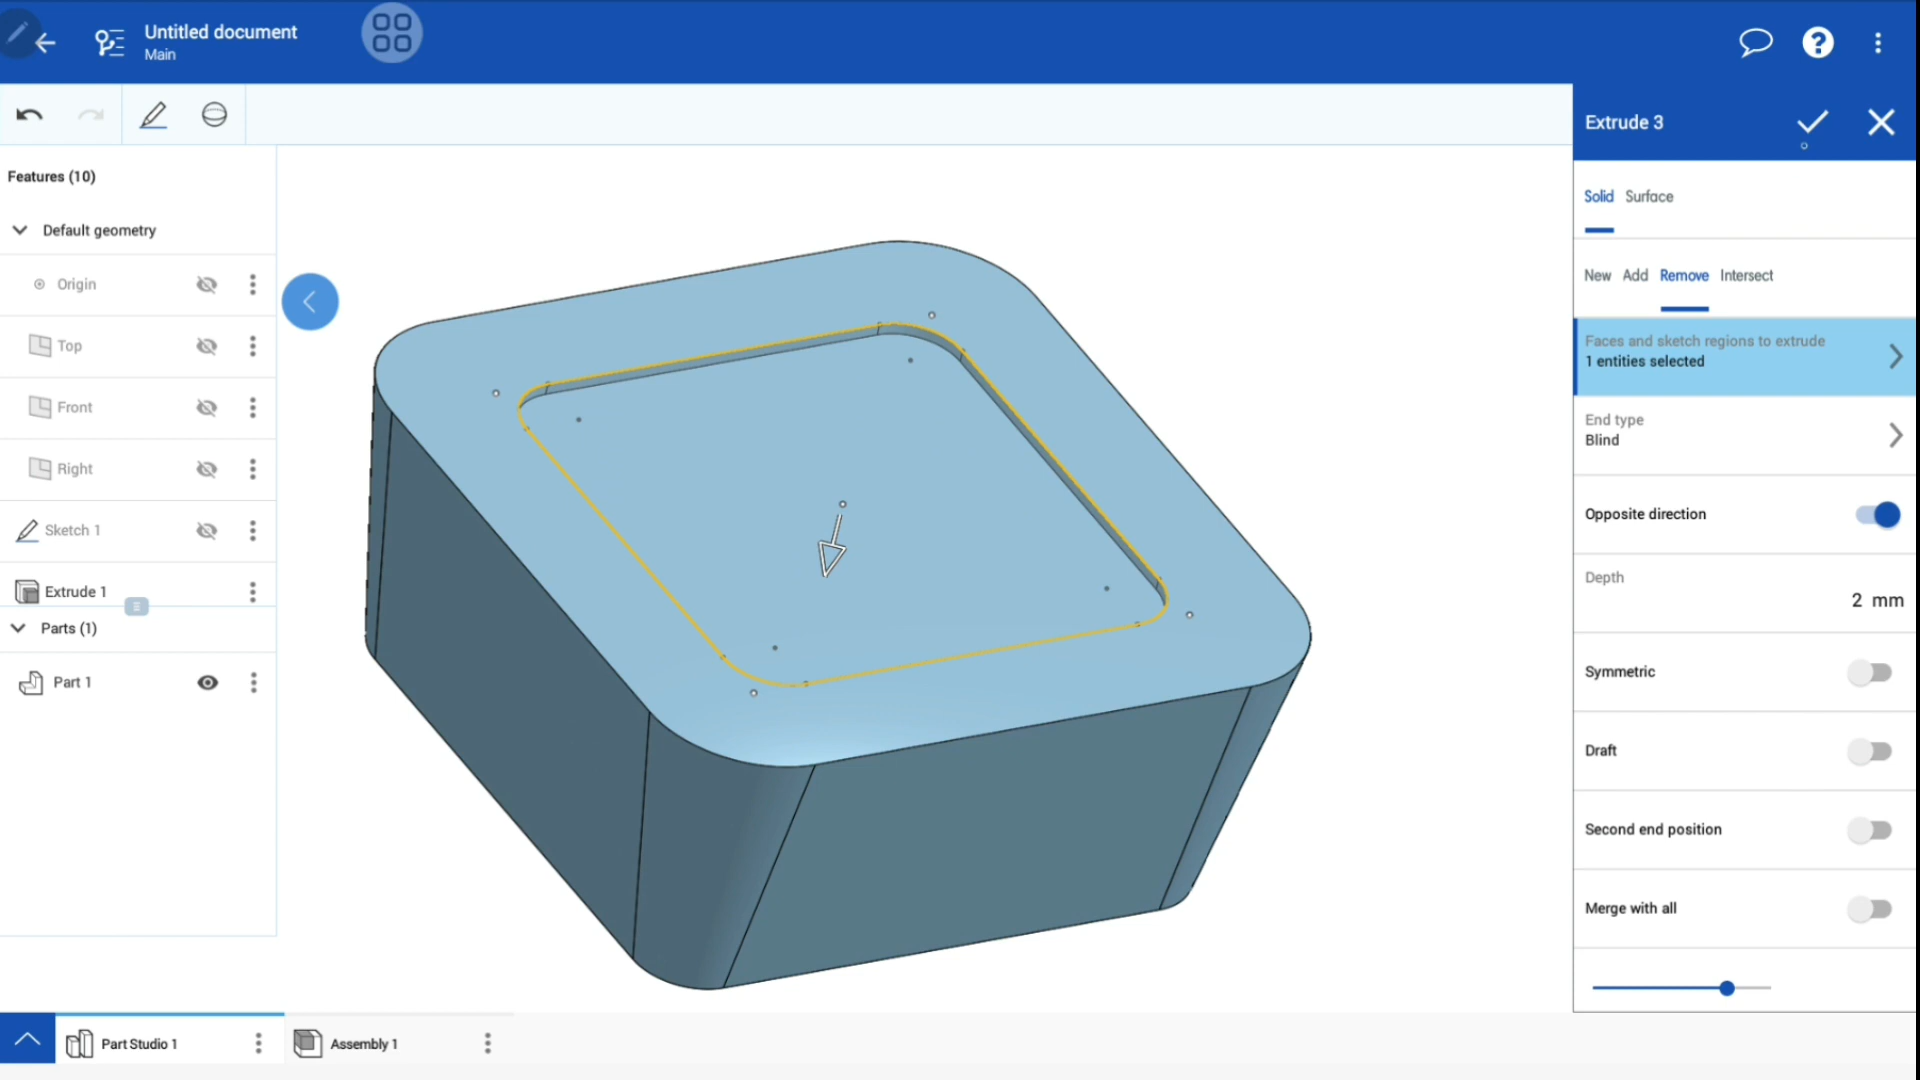 Untitled document
Main
Features (10)
Default geometry
Origin
Top
Front
Right
Sketch 1
Extrude 1
Parts (1)
Part 1
Extrude 3
Solid Surface
New Add Remove Intersect
Faces and sketch regions to extrude
1 entities selected
End type
Blind
Opposite direction
Depth
2 mm
Symmetric
Draft
Second end position
Merge with all
Part Studio 1
Assembly 1